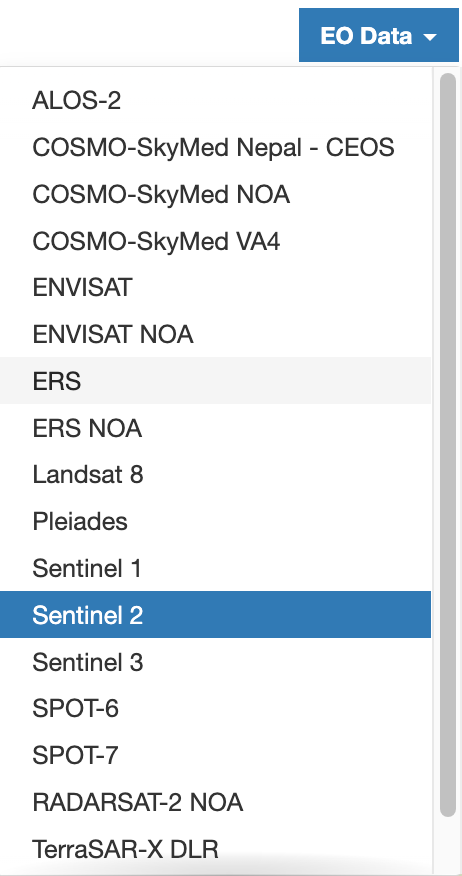 EO Data
ALOS-2
COSMO-SkyMed Nepal - CEOS
COSMO-SkyMed NOA
COSMO-SkyMed VA4
ENVISAT
ENVISAT NOA
ERS
ERS NOA
Landsat 8
Pleiades
Sentinel 1
Sentinel 2
Sentinel 3
SPOT-6
SPOT-7
RADARSAT-2 NOA
TerraSAR-X DLR